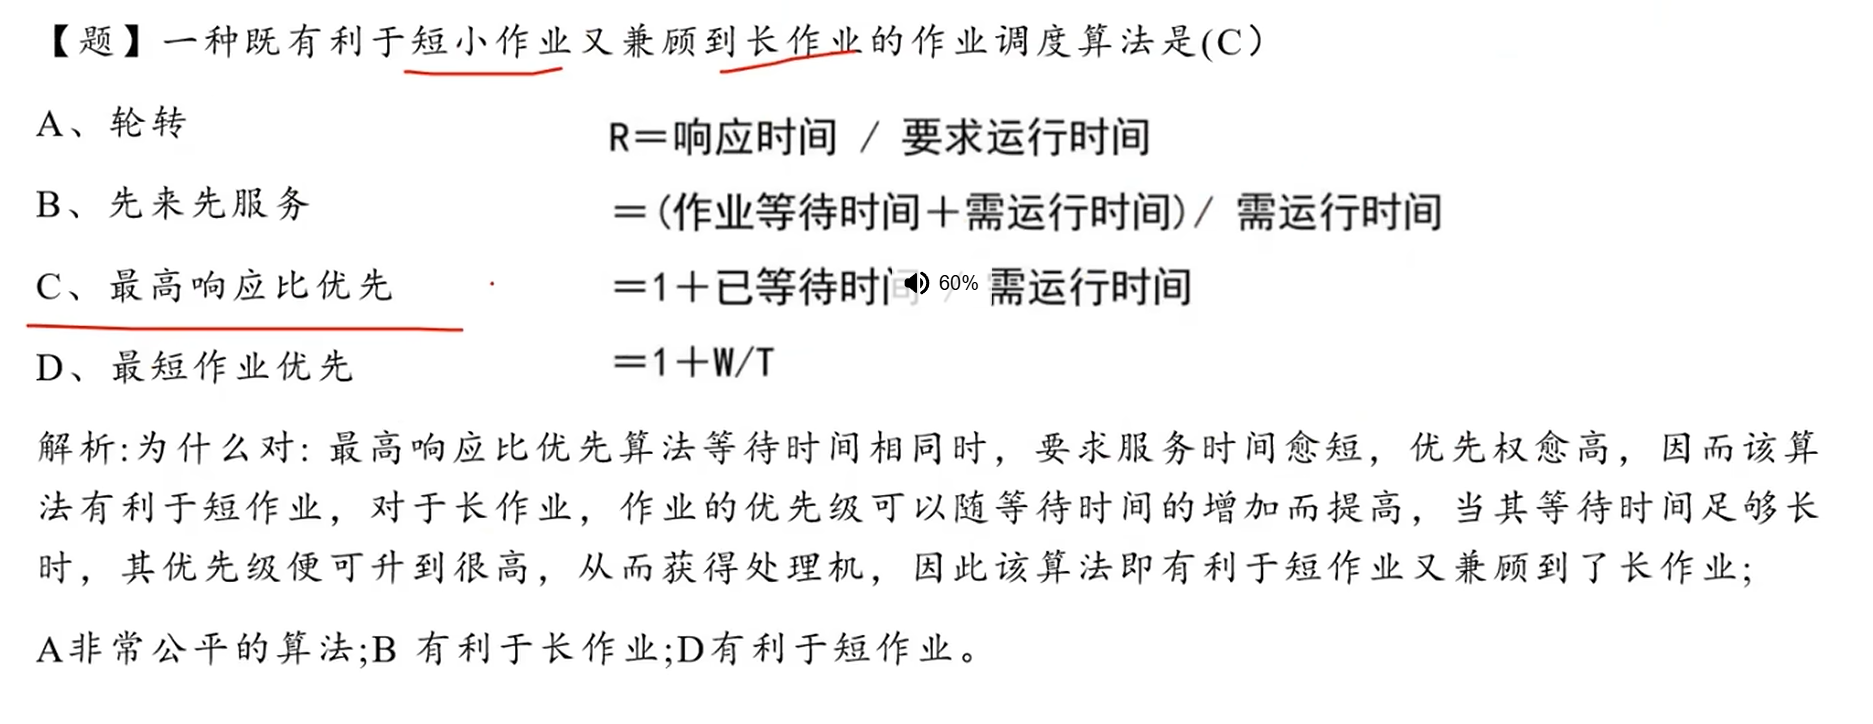 【题】一种既有利于短小作业又兼顾到长作业的作业调度算法是(C）
A、轮转
B、先来先服务
C、最高响应比优先
D、最短作业优先
R＝响应时间 / 要求运行时间
＝(作业等待时间＋需运行时间)/ 需运行时间
＝1＋已等待时间 / 需运行时间
60%
＝1＋W/T
解析:为什么对: 最高响应比优先算法等待时间相同时，要求服务时间愈短，优先权愈高，因而该算
法有利于短作业，对于长作业，作业的优先级可以随等待时间的增加而提高，当其等待时间足够长
时，其优先级便可升到很高，从而获得处理机，因此该算法即有利于短作业又兼顾到了长作业;
A非常公平的算法;B 有利于长作业;D有利于短作业。